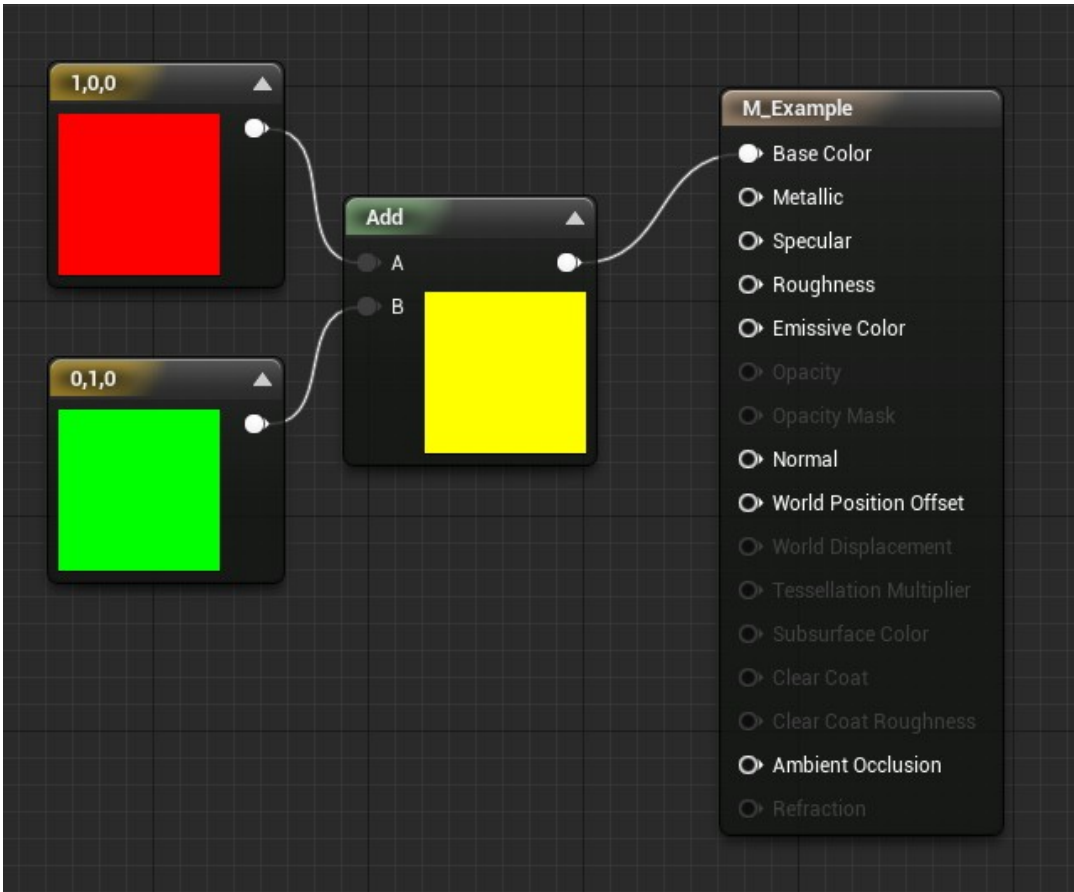 1,0,0
Add
A
B
0,1,0
M_Example
Base Color
Metallic
Specular
Roughness
Emissive Color
Opacity
Opacity Mask
Normal
World Position Offset
World Displacement
Tessellation Multiplier
Subsurface Color
Clear Coat
Clear Coat Roughness
Ambient Occlusion
Refraction